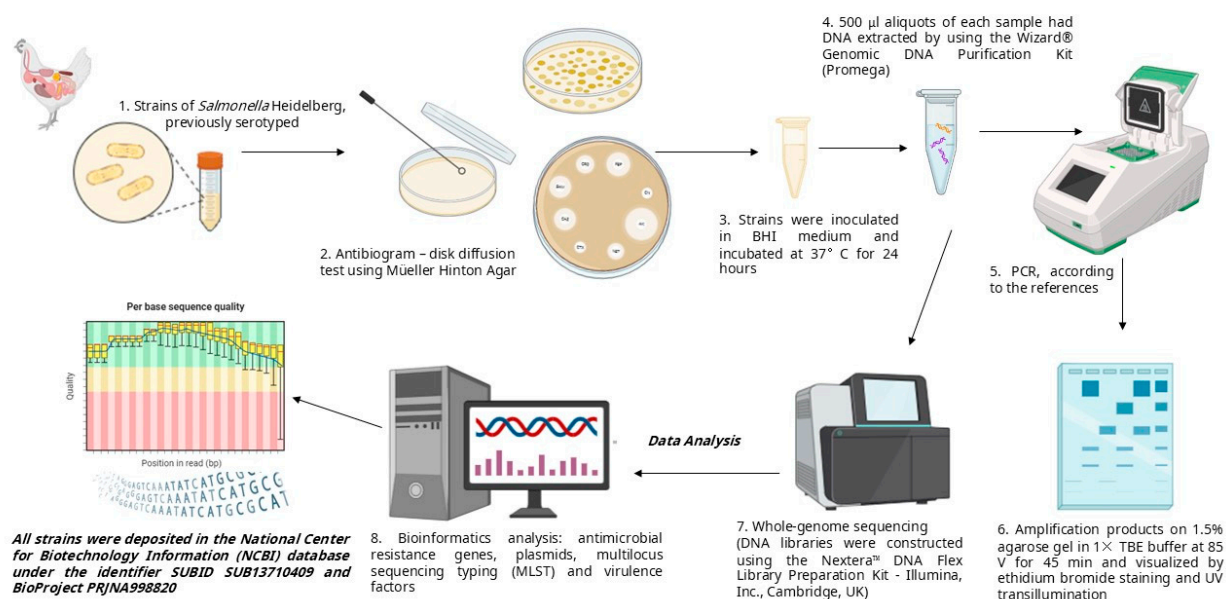 1. Strains of Salmonella Heidelberg,
previously serotyped
2. Antibiogram – disk diffusion
test using Müeller Hinton Agar
3. Strains were inoculated
in BHI medium and
incubated at 37° C for 24
hours
4. 500 µl aliquots of each sample had
DNA extracted by using the Wizard®
Genomic DNA Purification Kit
(Promega)
5. PCR, according
to the references
6. Amplification products on 1.5%
agarose gel in 1× TBE buffer at 85
V for 45 min and visualized by
ethidium bromide staining and UV
transillumination
7. Whole-genome sequencing
(DNA libraries were constructed
using the Nextera™ DNA Flex
Library Preparation Kit - Illumina,
Inc., Cambridge, UK)
Data Analysis
8. Bioinformatics analysis: antimicrobial
resistance genes, plasmids, multilocus
sequencing typing (MLST) and virulence
factors
Per base sequence quality
Quality
Position in read (bp)
All strains were deposited in the National Center
for Biotechnology Information (NCBI) database
under the identifier SUBID SUB13710409 and
BioProject PRJNA998820